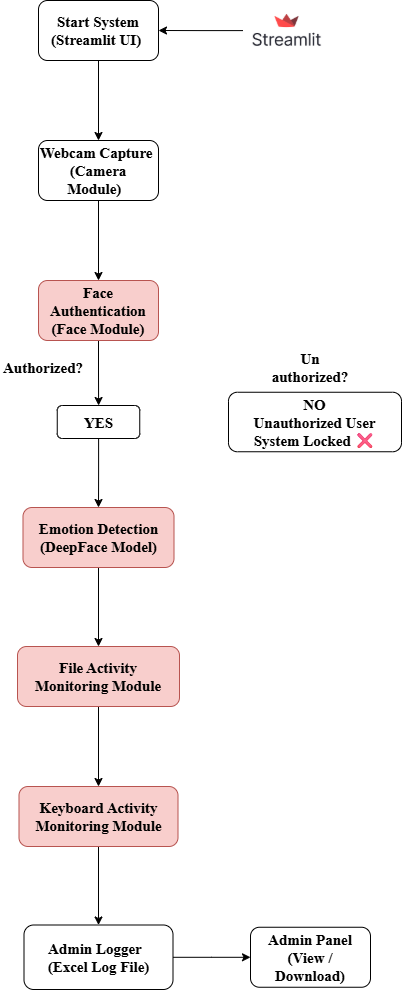 Start System
(Streamlit UI)
Streamlit
Webcam Capture
(Camera
Module)
Face
Authentication
(Face Module)
Authorized?
Un
authorized?
YES
NO
Unauthorized User
System Locked ❌
Emotion Detection
(DeepFace Model)
File Activity
Monitoring Module
Keyboard Activity
Monitoring Module
Admin Logger
(Excel Log File)
Admin Panel
(View /
Download)